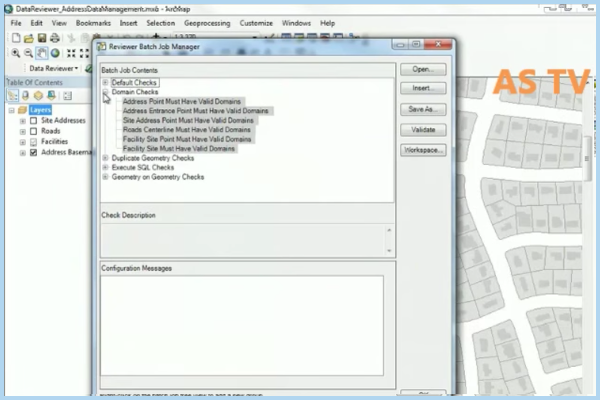 DataReviewer_AddressDataManagement.mxd -
File Edit View Bookmarks Insert Selection Geoprocessing Customize Windows Help
Data Reviewer
Table Of Contents
Layers
Site Addresses
Roads
Facilities
Address Basema
Reviewer Batch Job Manager
Batch Job Contents
Default Checks
Domain Checks
Address Point Must Have Valid Domains
Address Entrance Point Must Have Valid Domains
Site Address Point Must Have Valid Domains
Roads Centerline Must Have Valid Domains
Facility Site Point Must Have Valid Domains
Facility Site Must Have Valid Domains
Duplicate Geometry Checks
Execute SQL Checks
Geometry on Geometry Checks
Check Description
Configuration Messages
Open...
Insert...
Save As...
Validate
Workspace...
AS TV